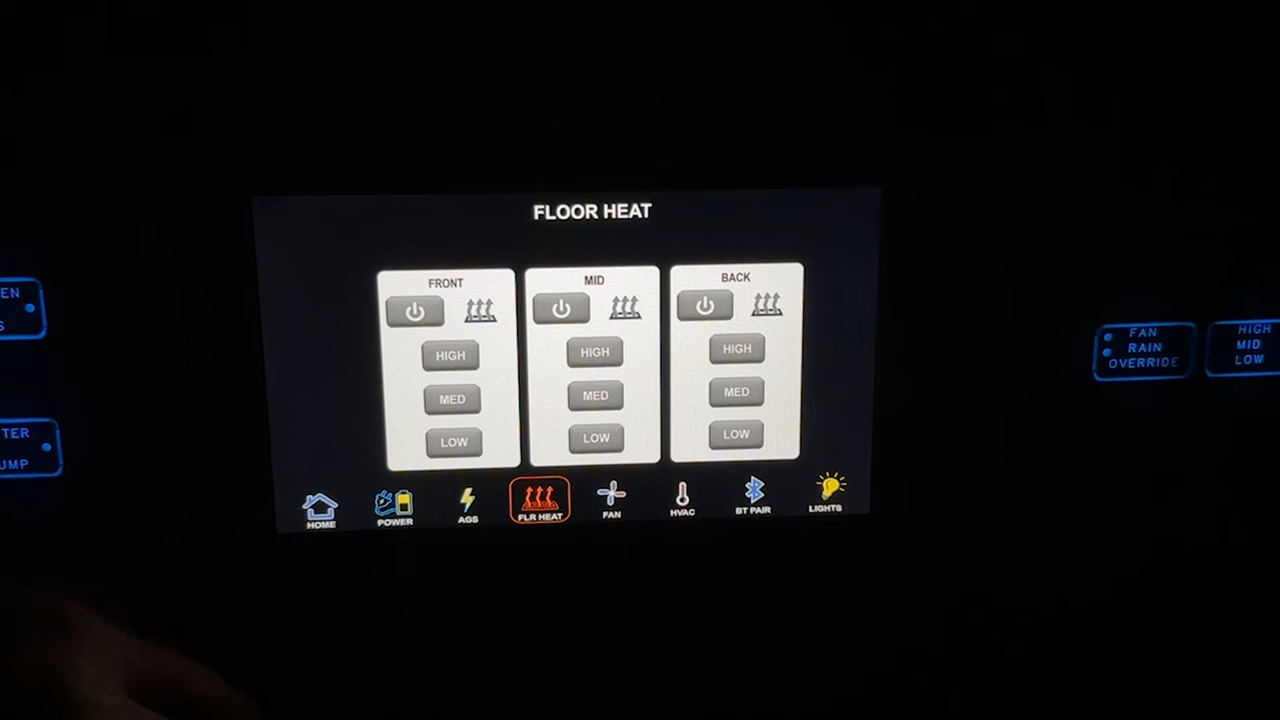 FLOOR HEAT
FRONT
HIGH
MED
LOW
MID
HIGH
MED
LOW
BACK
HIGH
MED
LOW
HOME
POWER
AGS
FLR HEAT
FAN
HVAC
BT PAIR
LIGHTS
EN
S
TER
UMP
FAN
RAIN
OVERRIDE
HIGH
MID
LOW